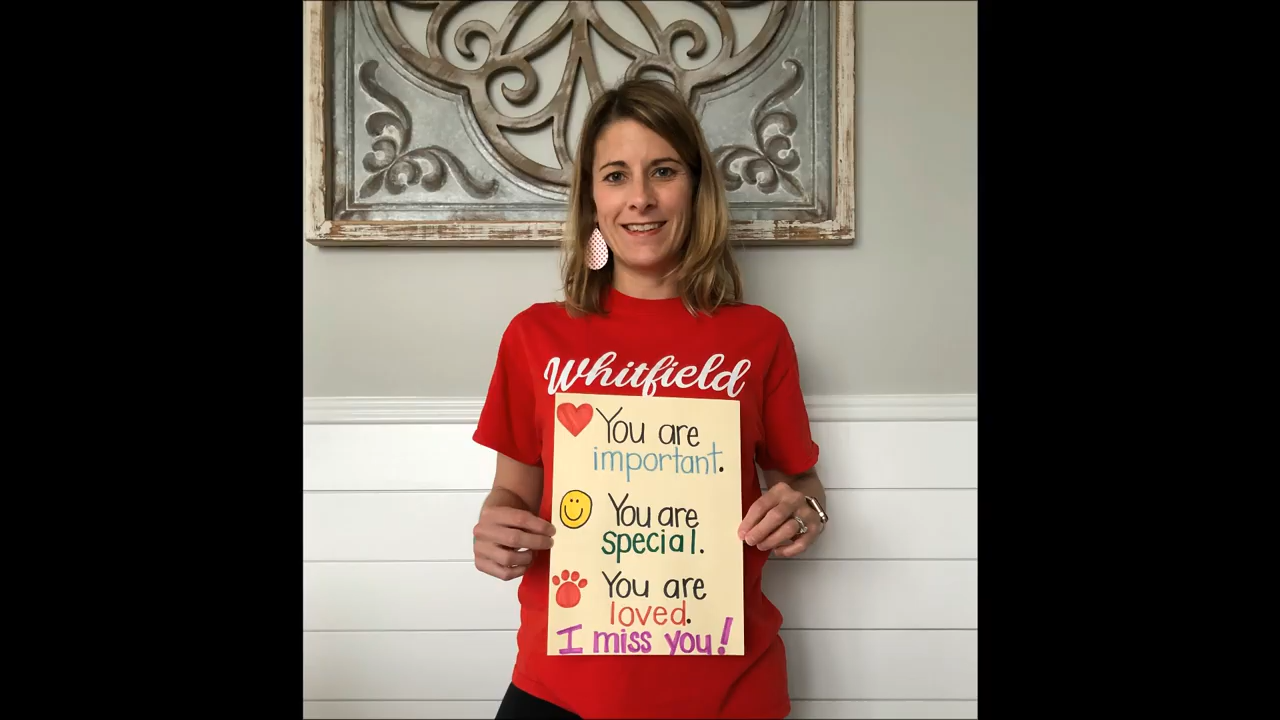 Whitfield
You are
important.
You are
special.
You are
loved.
I miss you!